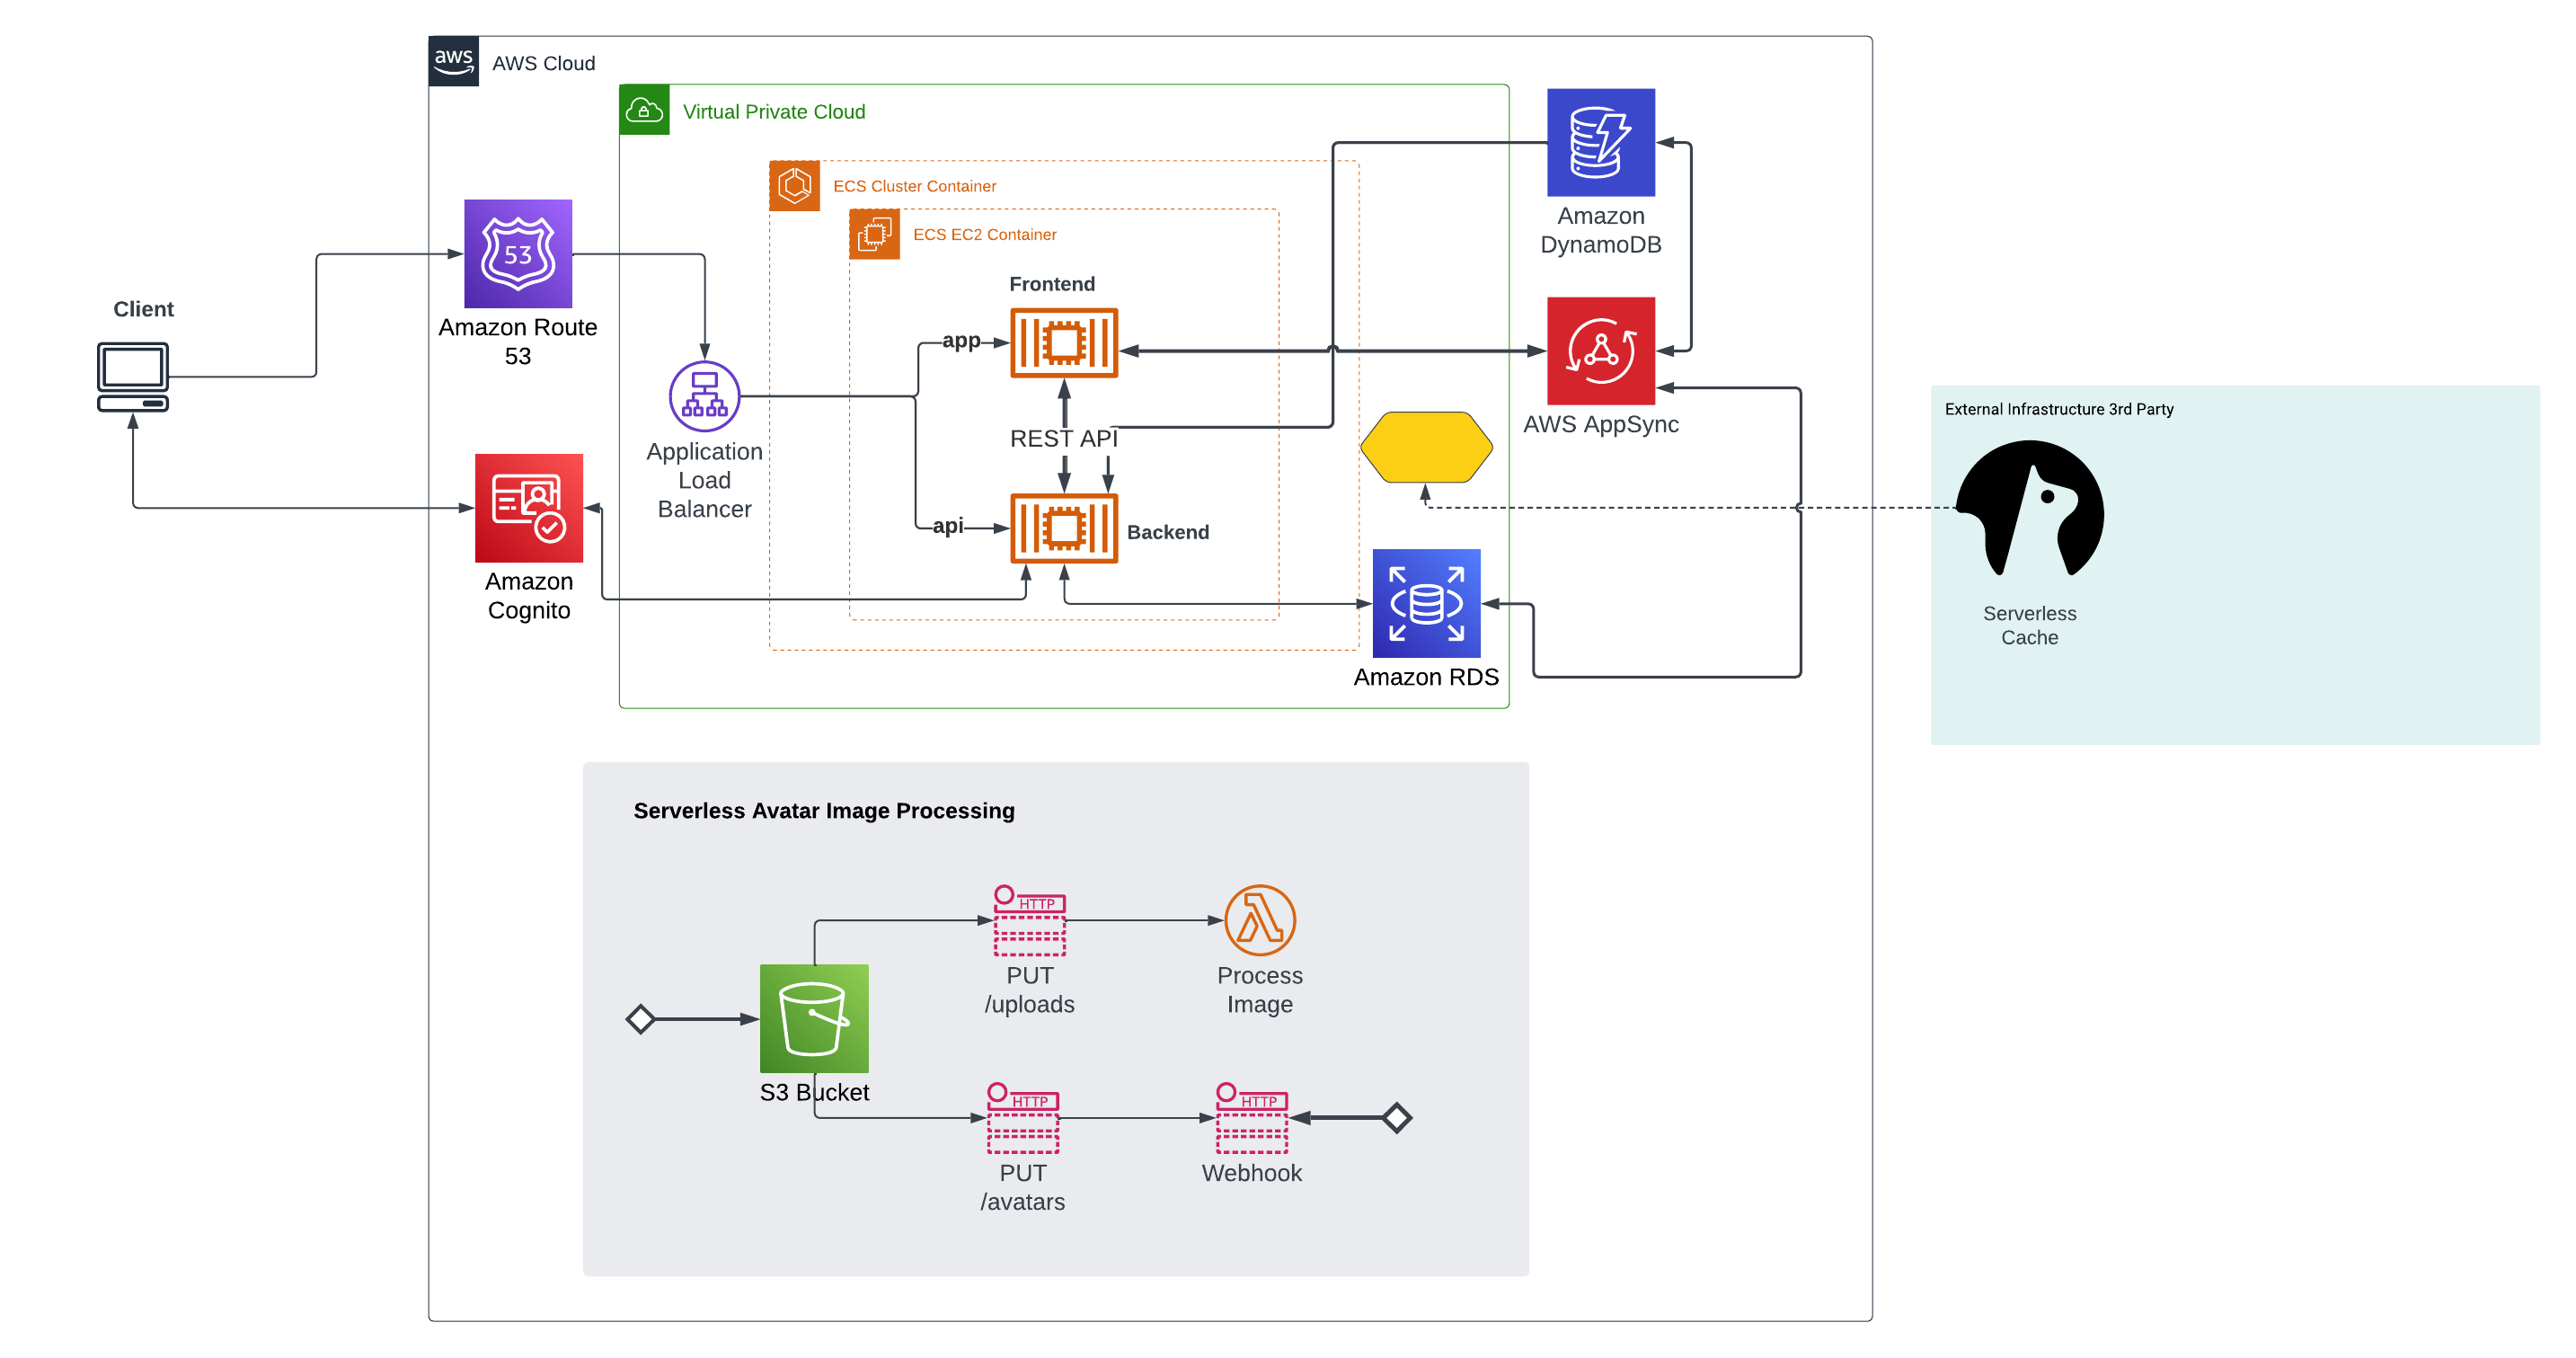 aws
AWS Cloud
Virtual Private Cloud
ECS Cluster Container
ECS EC2 Container
Amazon
DynamoDB
53
Amazon Route
53
Client
Frontend
app
AWS AppSync
Application
Load
Balancer
REST API
api
Backend
Amazon
Cognito
Amazon RDS
External Infrastructure 3rd Party
Serverless
Cache
Serverless Avatar Image Processing
HTTP
PUT
/uploads
Process
Image
S3 Bucket
HTTP
PUT
/avatars
HTTP
Webhook